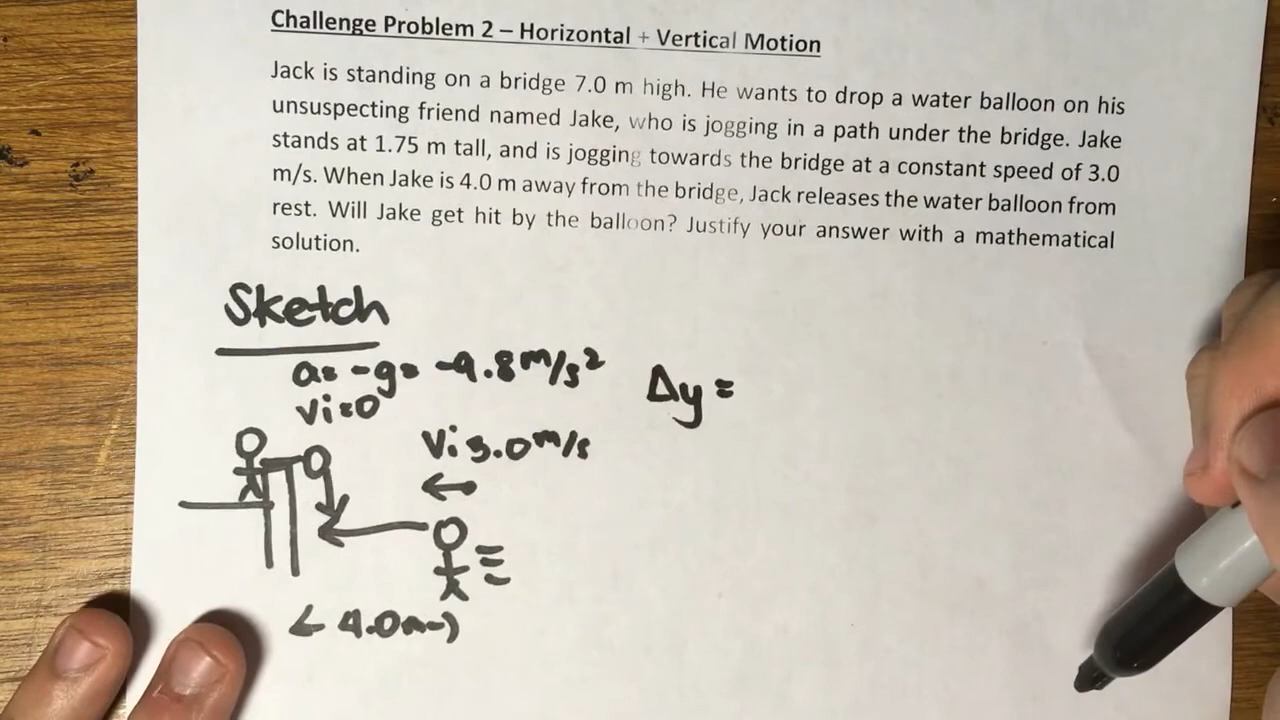 Challenge Problem 2 – Horizontal + Vertical Motion
Jack is standing on a bridge 7.0 m high. He wants to drop a water balloon on his
unsuspecting friend named Jake, who is jogging in a path under the bridge. Jake
stands at 1.75 m tall, and is jogging towards the bridge at a constant speed of 3.0
m/s. When Jake is 4.0 m away from the bridge, Jack releases the water balloon from
rest. Will Jake get hit by the balloon? Justify your answer with a mathematical
solution.
Sketch
a= -g= -9.8m/s²
Δy =
Vi=0
Vi 3.0m/s
4.0m